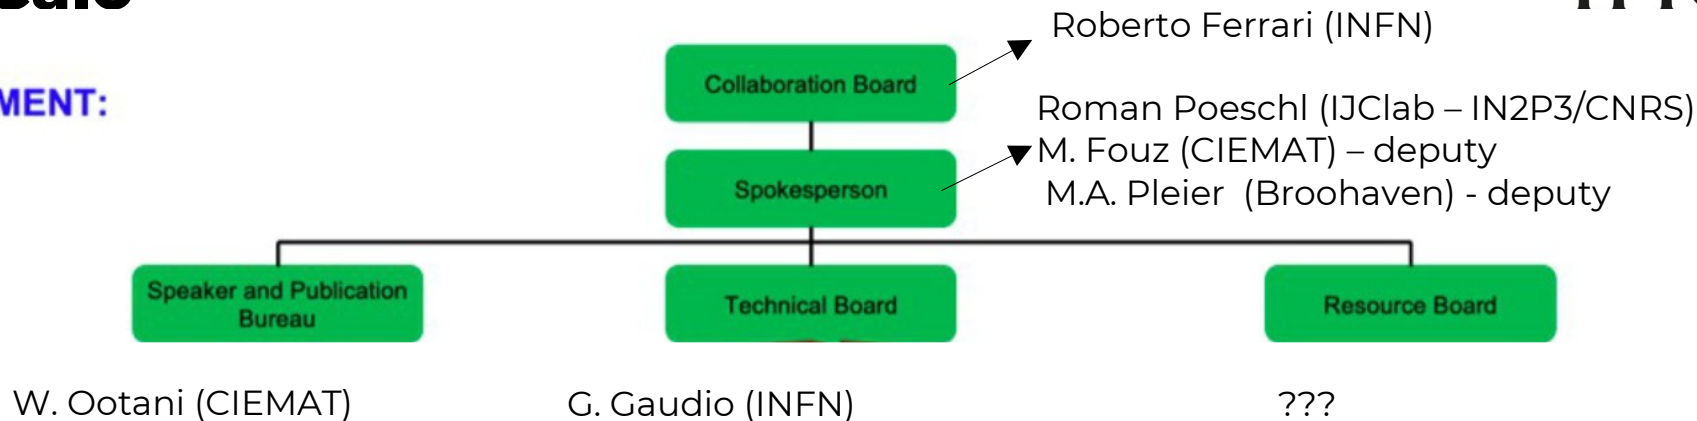 MENT:
Roberto Ferrari (INFN)
Collaboration Board
Roman Poeschl (IJClab – IN2P3/CNRS)
M. Fouz (CIEMAT) – deputy
Spokesperson
M.A. Pleier (Broohaven) - deputy
Speaker and Publication
Bureau
Technical Board
Resource Board
W. Ootani (CIEMAT)
G. Gaudio (INFN)
???